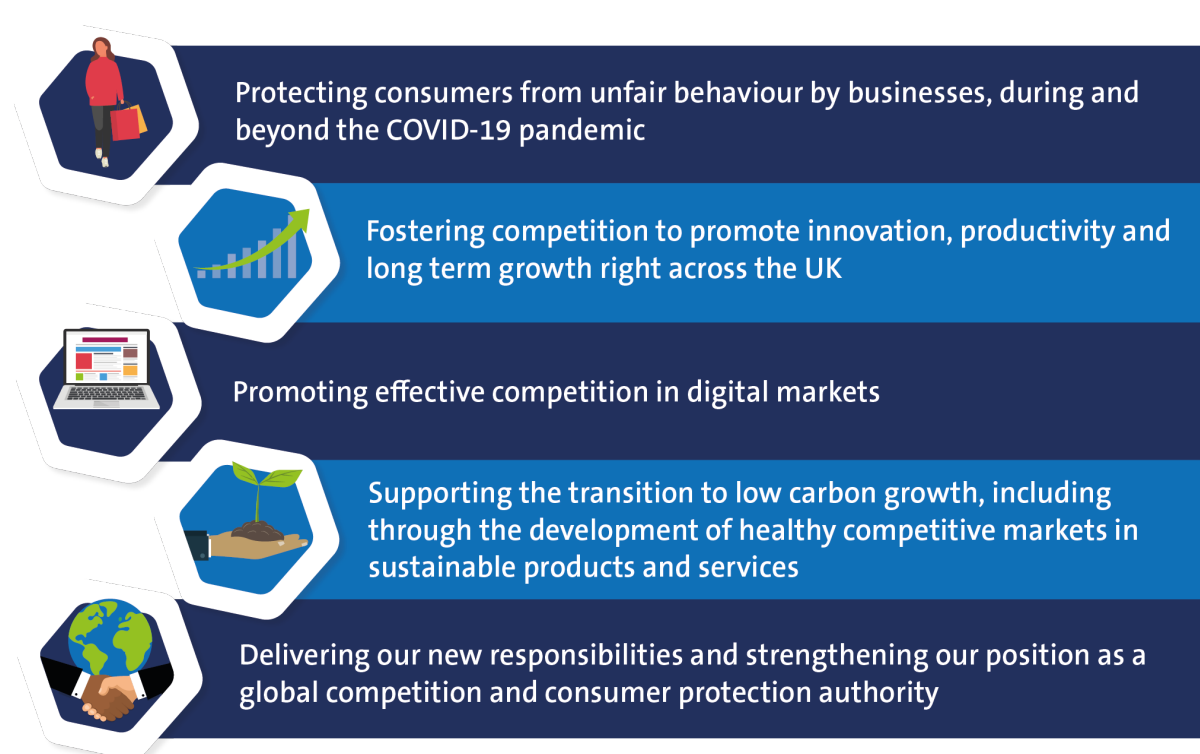 Protecting consumers from unfair behaviour by businesses, during and
beyond the COVID-19 pandemic
Fostering competition to promote innovation, productivity and
long term growth right across the UK
Promoting effective competition in digital markets
Supporting the transition to low carbon growth, including
through the development of healthy competitive markets in
sustainable products and services
Delivering our new responsibilities and strengthening our position as a
global competition and consumer protection authority